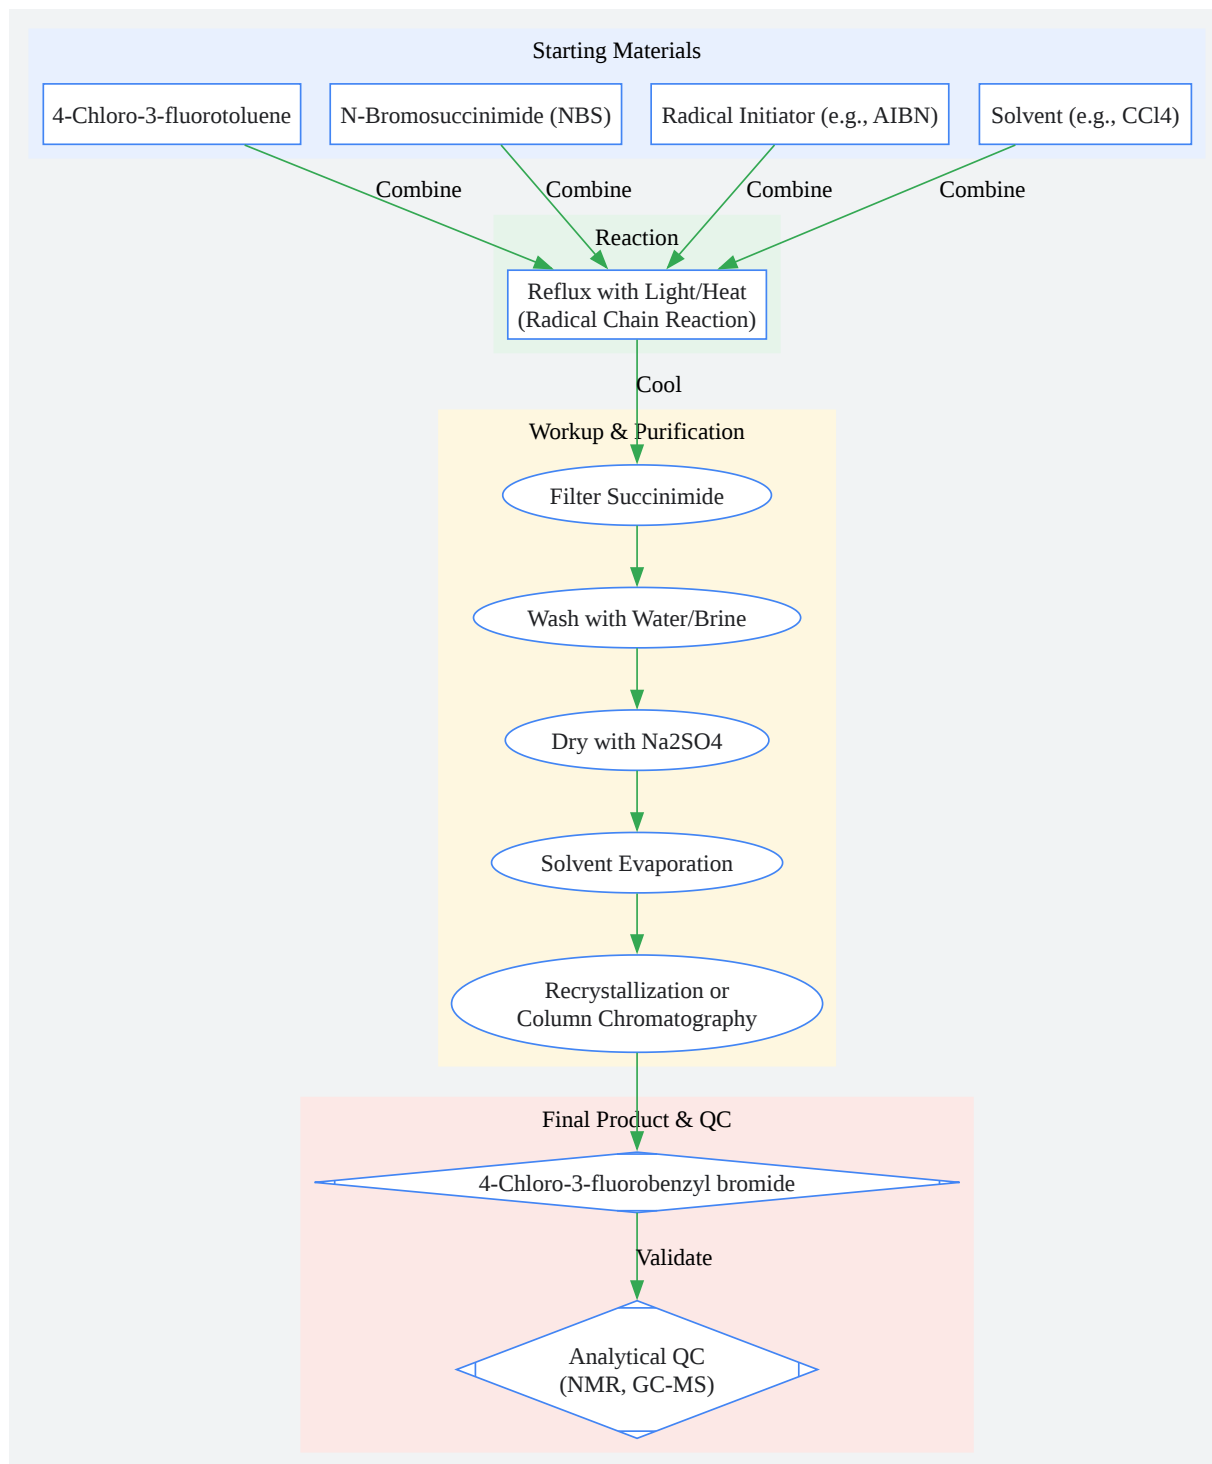 Starting Materials
4-Chloro-3-fluorotoluene
N-Bromosuccinimide (NBS)
Radical Initiator (e.g., AIBN)
Solvent (e.g., CCl4)
Combine
Combine
Combine
Combine
Reaction
Reflux with Light/Heat
(Radical Chain Reaction)
Cool
Workup & Purification
Filter Succinimide
Wash with Water/Brine
Dry with Na2SO4
Solvent Evaporation
Recrystallization or
Column Chromatography
Final Product & QC
4-Chloro-3-fluorobenzyl bromide
Validate
Analytical QC
(NMR, GC-MS)